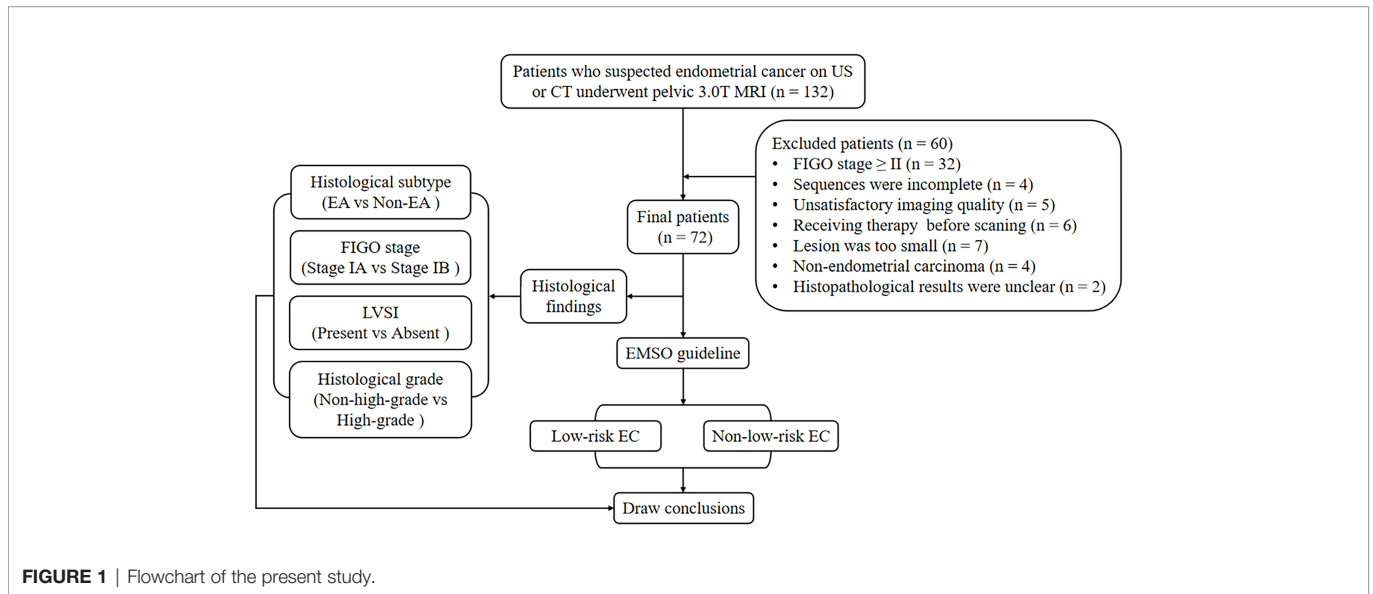 Patients who suspected endometrial cancer on US
or CT underwent pelvic 3.0T MRI (n = 132)
Excluded patients (n = 60)
• FIGO stage ≥ II (n = 32)
• Sequences were incomplete (n = 4)
• Unsatisfactory imaging quality (n = 5)
• Receiving therapy before scaning (n = 6)
• Lesion was too small (n = 7)
• Non-endometrial carcinoma (n = 4)
• Histopathological results were unclear (n = 2)
Final patients
(n = 72)
Histological
findings
Histological subtype
(EA vs Non-EA )
FIGO stage
(Stage IA vs Stage IB )
LVSI
(Present vs Absent )
Histological grade
(Non-high-grade vs
High-grade )
EMSO guideline
Low-risk EC
Non-low-risk EC
Draw conclusions
FIGURE 1 | Flowchart of the present study.